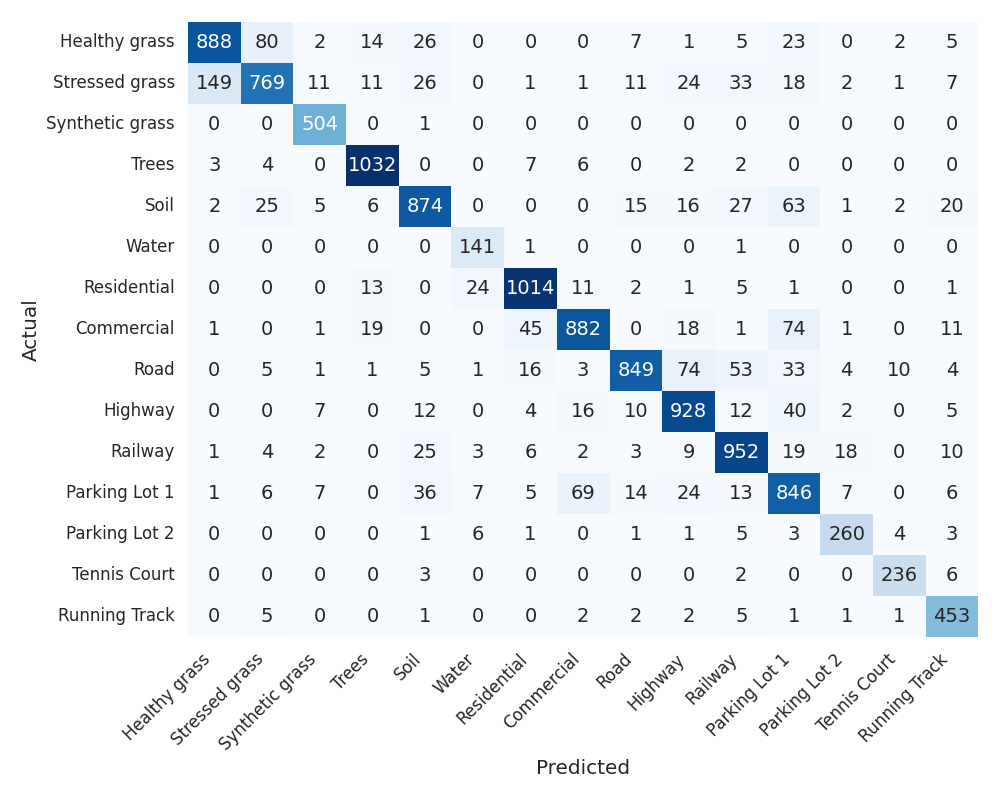 Healthy grass 888 80 2 14 26 0 0 0 7 1 5 23 0 2 5
Stressed grass 149 769 11 11 26 0 1 1 11 24 33 18 2 1 7
Synthetic grass 0 0 504 0 1 0 0 0 0 0 0 0 0 0 0
Trees 3 4 0 1032 0 0 7 6 0 2 2 0 0 0 0
Soil 2 25 5 6 874 0 0 0 15 16 27 63 1 2 20
Water 0 0 0 0 0 141 1 0 0 0 1 0 0 0 0
Residential 0 0 0 13 0 24 1014 11 2 1 5 1 0 0 1
Commercial 1 0 1 19 0 0 45 882 0 18 1 74 1 0 11
Road 0 5 1 1 5 1 16 3 849 74 53 33 4 10 4
Highway 0 0 7 0 12 0 4 16 10 928 12 40 2 0 5
Railway 1 4 2 0 25 3 6 2 3 9 952 19 18 0 10
Parking Lot 1 1 6 7 0 36 7 5 69 14 24 13 846 7 0 6
Parking Lot 2 0 0 0 0 1 6 1 0 1 1 5 3 260 4 3
Tennis Court 0 0 0 0 3 0 0 0 0 0 2 0 0 236 6
Running Track 0 5 0 0 1 0 0 2 2 2 5 1 1 1 453
Actual
Healthy grass
Stressed grass
Synthetic grass
Trees
Soil
Water
Residential
Commercial
Road
Highway
Railway
Parking Lot 1
Parking Lot 2
Tennis Court
Running Track
Predicted